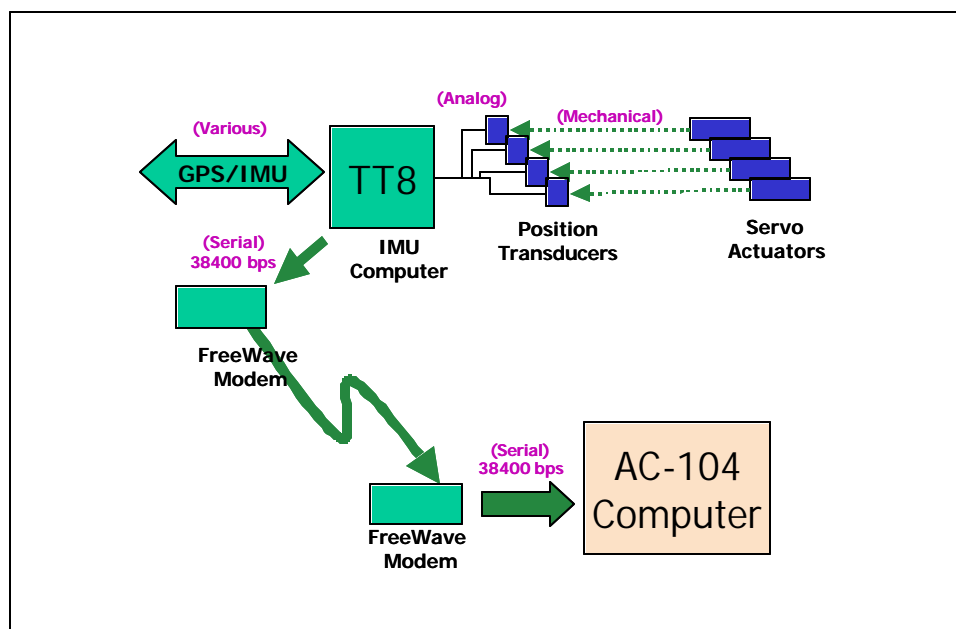 (Analog)
(Mechanical)
(Various)
GPS/IMU
TT8
IMU
Computer
Position
Transducers
Servo
Actuators
(Serial)
38400 bps
FreeWave
Modem
(Serial)
38400 bps
AC-104
Computer
FreeWave
Modem